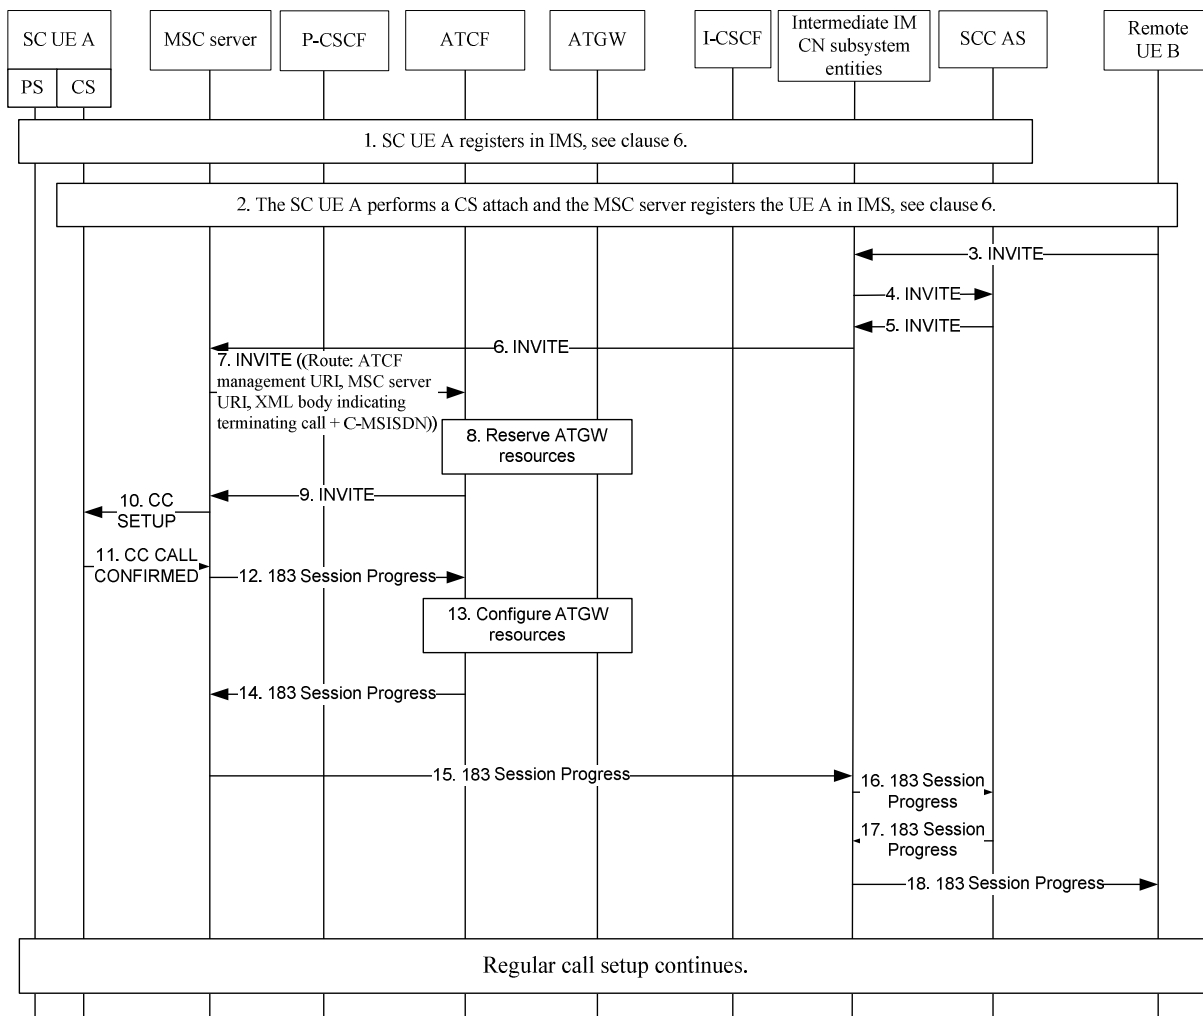 SC UE A
MSC server
P-CSCF
ATCF
ATGW
I-CSCF
Intermediate IM
CN subsystem
entities
SCC AS
Remote
UE B
PS
CS
1. SC UE A registers in IMS, see clause 6.
2. The SC UE A performs a CS attach and the MSC server registers the UE A in IMS, see clause 6.
3. INVITE
4. INVITE
5. INVITE
6. INVITE
7. INVITE ((Route: ATCF
management URI, MSC server
URI, XML body indicating
terminating call + C-MSISDN))
8. Reserve ATGW
resources
9. INVITE
10. CC
SETUP
11. CC CALL
CONFIRMED
12. 183 Session Progress
13. Configure ATGW
resources
14. 183 Session Progress
15. 183 Session Progress
16. 183 Session
Progress
17. 183 Session
Progress
18. 183 Session Progress
Regular call setup continues.